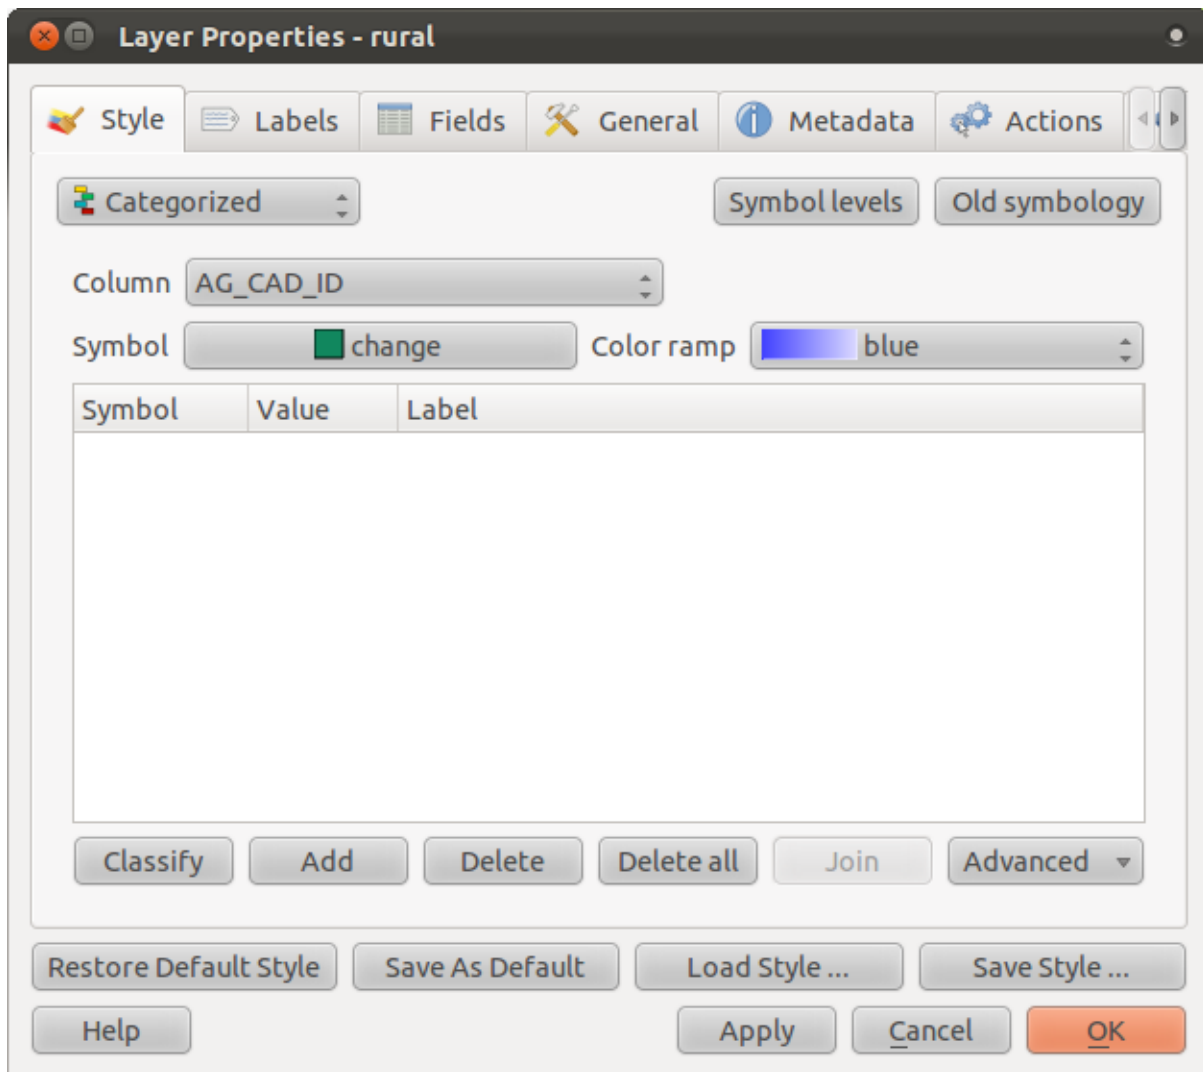 Layer Properties - rural
Style Labels Fields General Metadata Actions
Categorized Symbol levels Old symbology
Column AG_CAD_ID
Symbol change Color ramp blue
Symbol Value Label
Classify Add Delete Delete all Join Advanced
Restore Default Style Save As Default Load Style ... Save Style ...
Help Apply Cancel OK